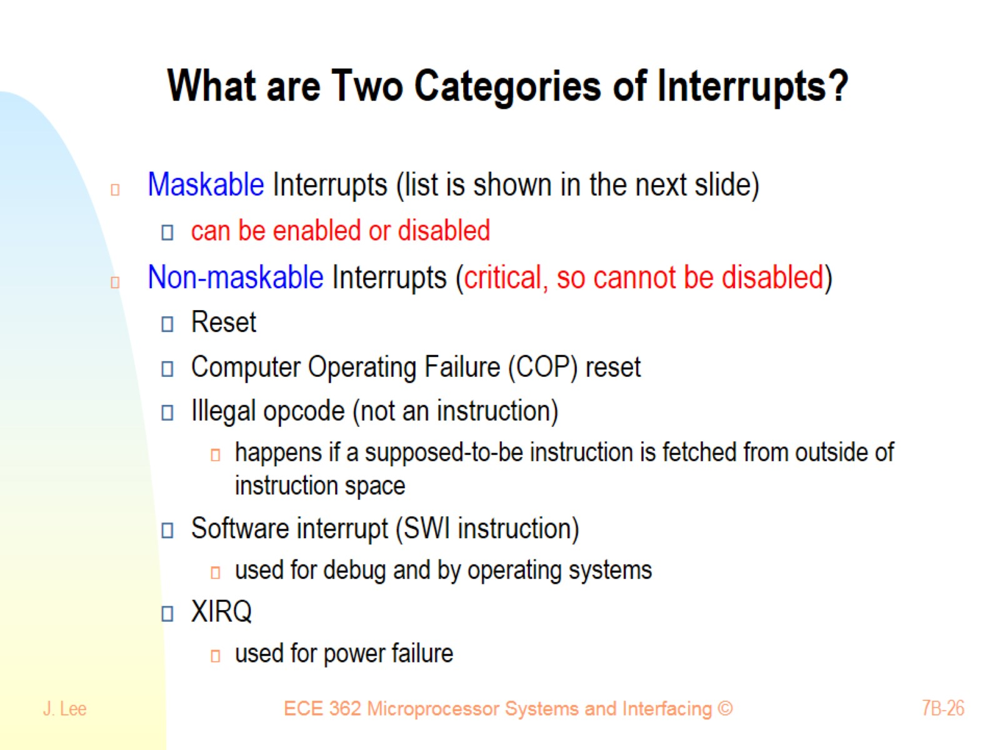 What are Two Categories of Interrupts?
Maskable Interrupts (list is shown in the next slide)
can be enabled or disabled
Non-maskable Interrupts (critical, so cannot be disabled)
Reset
Computer Operating Failure (COP) reset
Illegal opcode (not an instruction)
happens if a supposed-to-be instruction is fetched from outside of
instruction space
Software interrupt (SWI instruction)
used for debug and by operating systems
XIRQ
used for power failure
J. Lee
ECE 362 Microprocessor Systems and Interfacing ©
7B-26